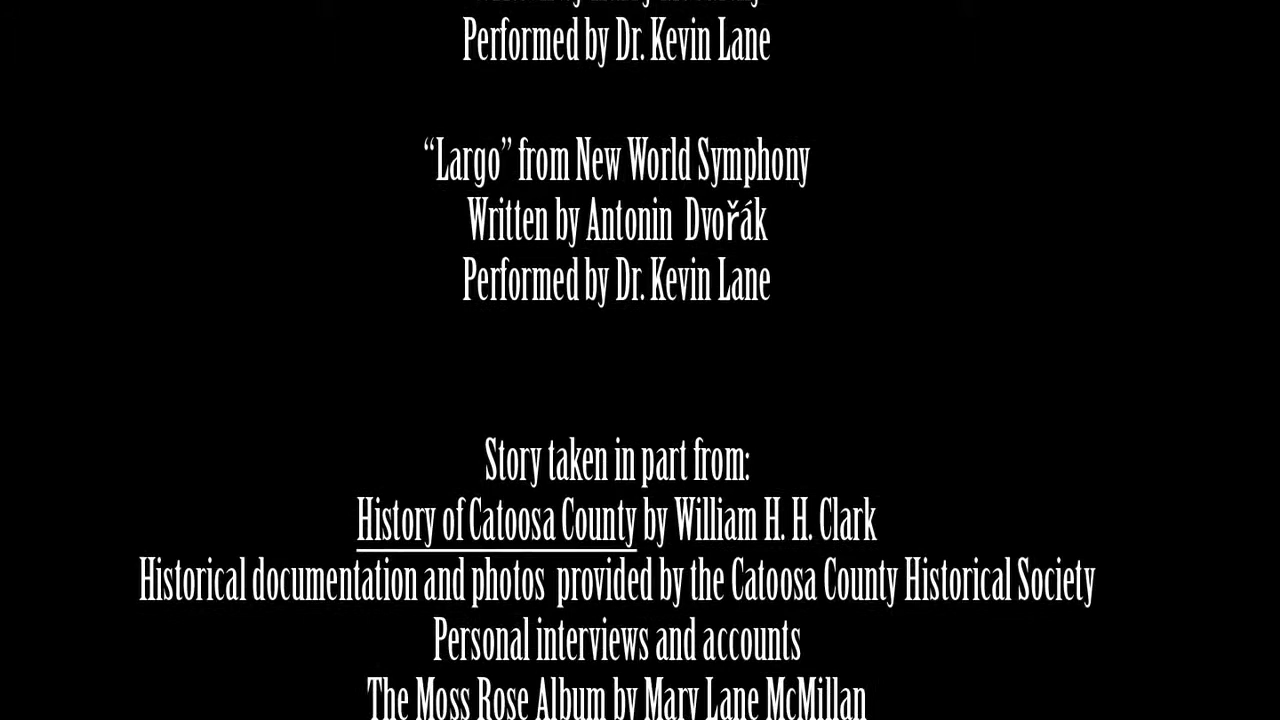 Performed by Dr. Kevin Lane
“Largo” from New World Symphony
Written by Antonin Dvořák
Performed by Dr. Kevin Lane
Story taken in part from:
History of Catoosa County by William H. H. Clark
Historical documentation and photos provided by the Catoosa County Historical Society
Personal interviews and accounts
The Moss Rose Album by Mary Lane McMillan